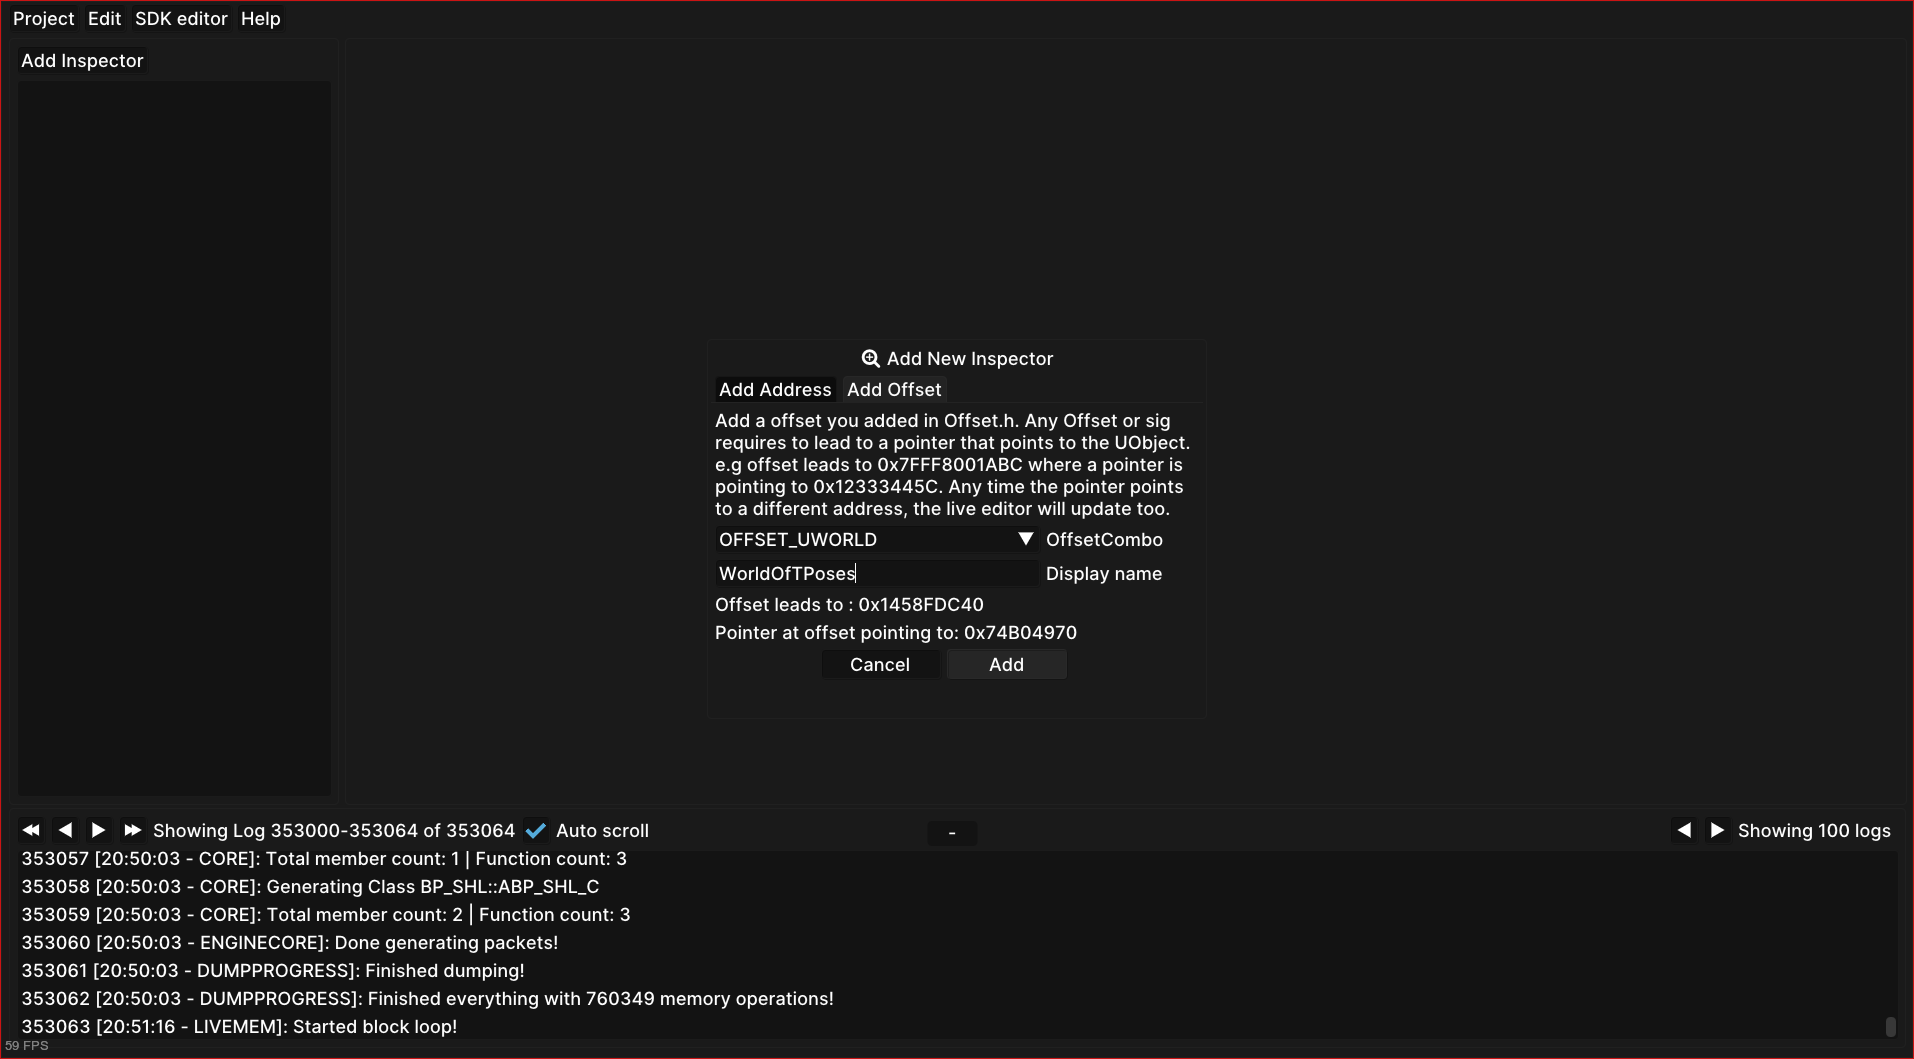 Project Edit SDK editor Help
Add Inspector
Add New Inspector
Add Address Add Offset
Add a offset you added in Offset.h. Any Offset or sig
requires to lead to a pointer that points to the UObject.
e.g offset leads to 0x7FFF8001ABC where a pointer is
pointing to 0x12333445C. Any time the pointer points
to a different address, the live editor will update too.
OFFSET_UWORLD OffsetCombo
WorldOfTPoses Display name
Offset leads to : 0x1458FDC40
Pointer at offset pointing to: 0x74B04970
Cancel Add
Showing Log 353000-353064 of 353064 Auto scroll - Showing 100 logs
353057 [20:50:03 - CORE]: Total member count: 1 | Function count: 3
353058 [20:50:03 - CORE]: Generating Class BP_SHL::ABP_SHL_C
353059 [20:50:03 - CORE]: Total member count: 2 | Function count: 3
353060 [20:50:03 - ENGINECORE]: Done generating packets!
353061 [20:50:03 - DUMPPROGRESS]: Finished dumping!
353062 [20:50:03 - DUMPPROGRESS]: Finished everything with 760349 memory operations!
353063 [20:51:16 - LIVEMEM]: Started block loop!
59 FPS